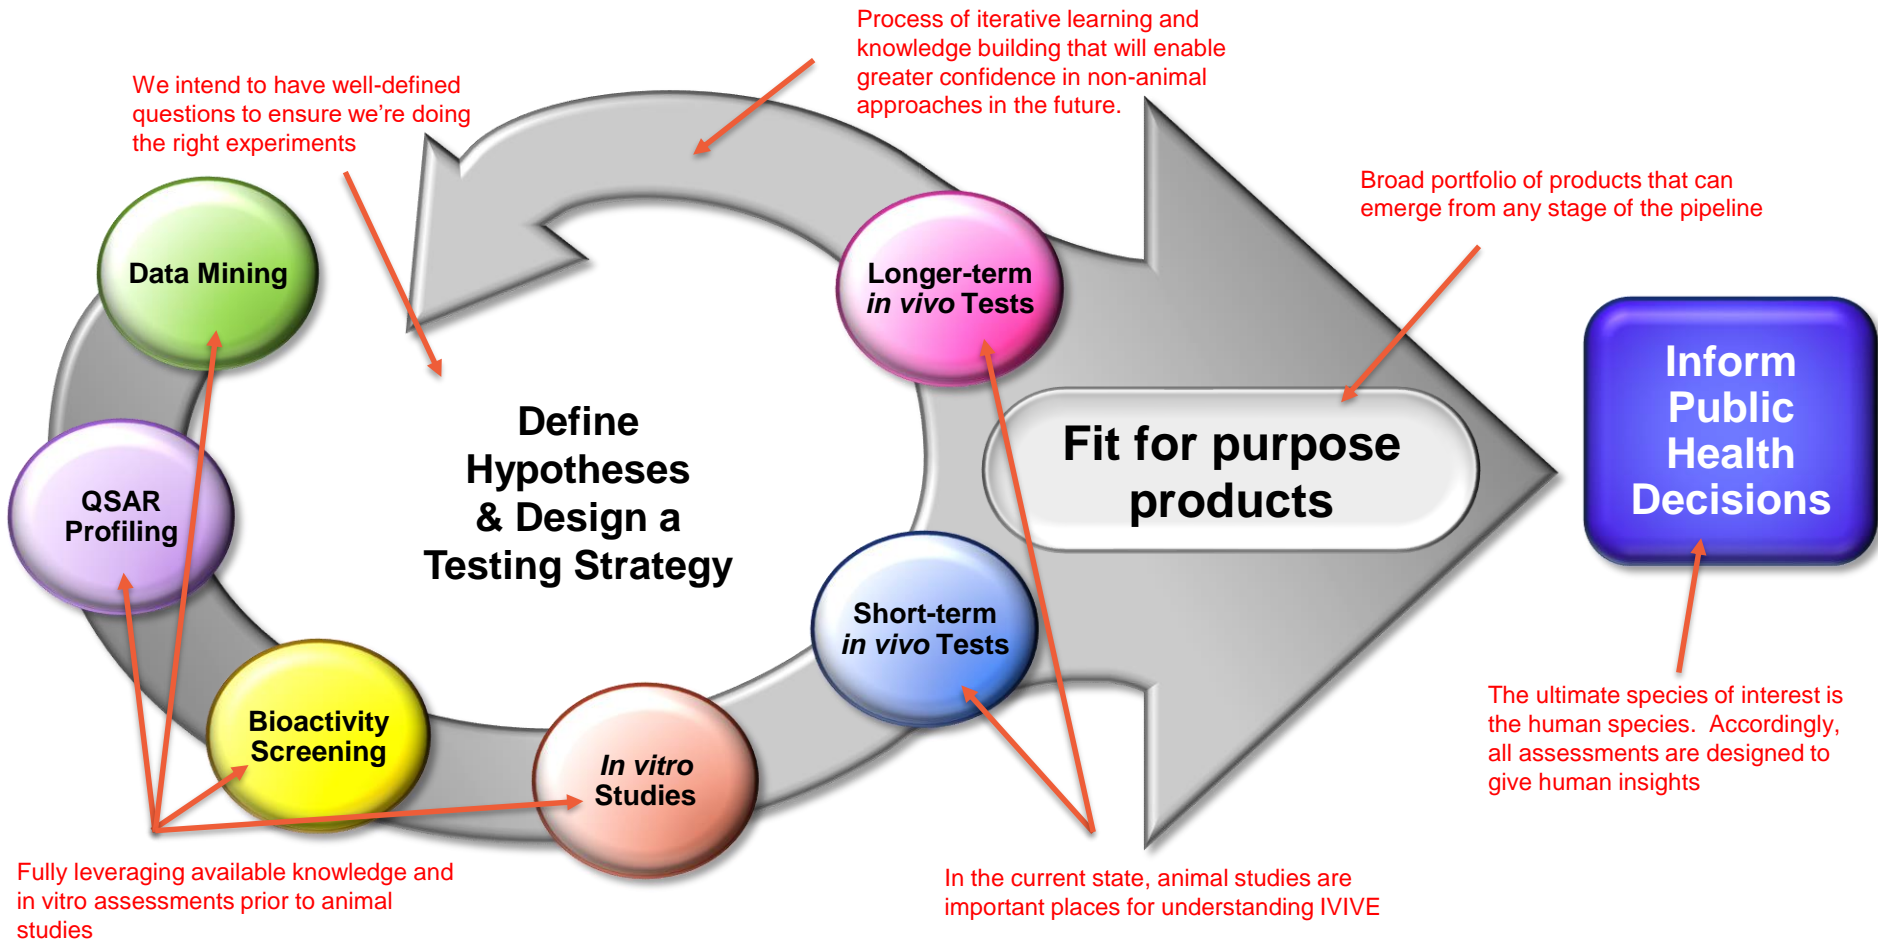 Process of iterative learning and
knowledge building that will enable
greater confidence in non-animal
approaches in the future.
We intend to have well-defined
questions to ensure we’re doing
the right experiments
Broad portfolio of products that can
emerge from any stage of the pipeline
Data Mining
Longer-term
in vivo Tests
QSAR
Profiling
Define
Hypotheses
& Design a
Testing Strategy
Fit for purpose
products
Inform
Public
Health
Decisions
Short-term
in vivo Tests
Bioactivity
Screening
In vitro
Studies
The ultimate species of interest is
the human species.  Accordingly,
all assessments are designed to
give human insights
Fully leveraging available knowledge and
in vitro assessments prior to animal
studies
In the current state, animal studies are
important places for understanding IVIVE